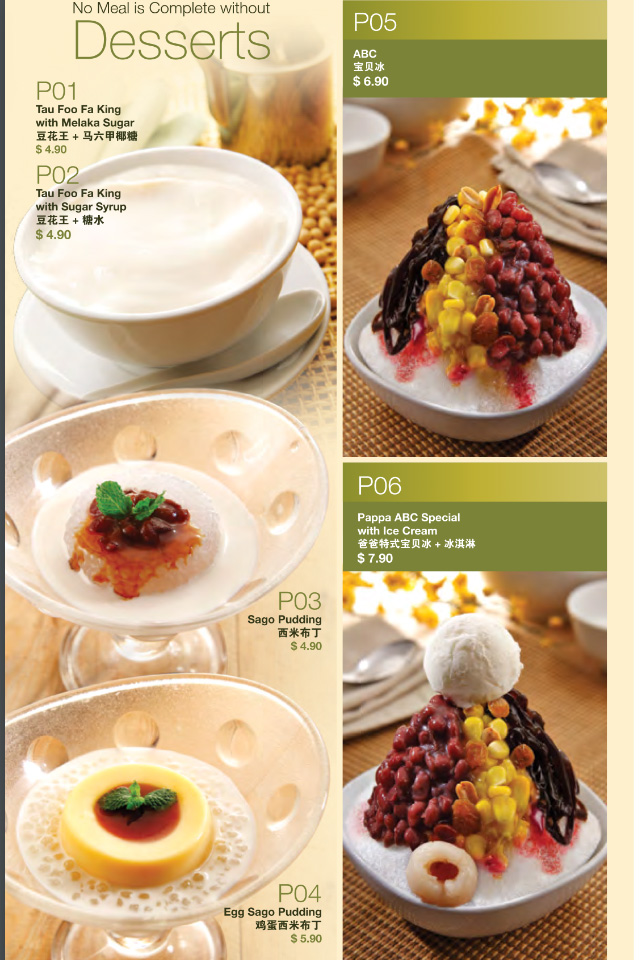 No Meal is Complete without
Desserts
P01
Tau Foo Fa King
with Melaka Sugar
豆花王 + 马六甲椰糖
$ 4.90
P02
Tau Foo Fa King
with Sugar Syrup
豆花王 + 糖水
$ 4.90
P03
Sago Pudding
西米布丁
$ 4.90
P04
Egg Sago Pudding
鸡蛋西米布丁
$ 5.90
P05
ABC
宝贝冰
$ 6.90
P06
Pappa ABC Special
with Ice Cream
爸爸特式宝贝冰 + 冰淇淋
$ 7.90